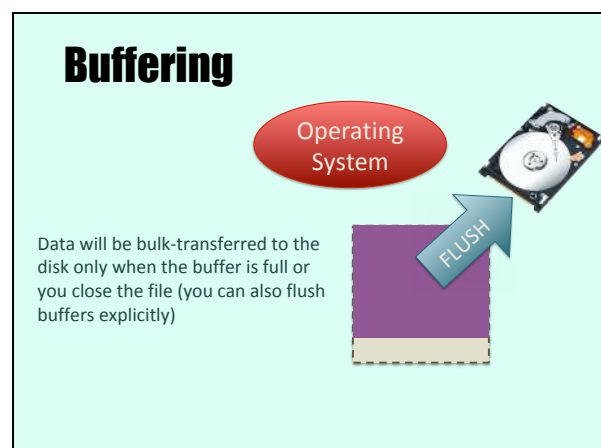 Buffering
Operating
System
FLUSH
Data will be bulk-transferred to the
disk only when the buffer is full or
you close the file (you can also flush
buffers explicitly)